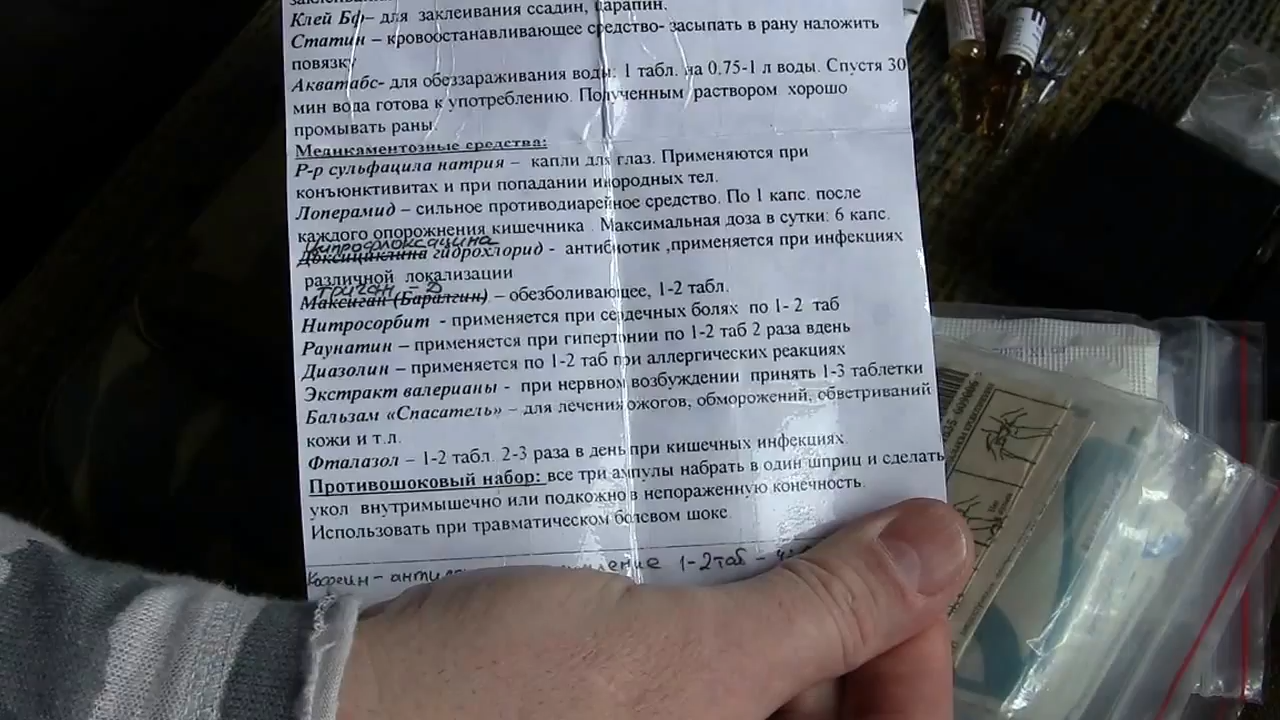 Клей Бф– для заклеивания ссадин, царапин.
Статин – кровоостанавливающее средство- засыпать в рану наложить
повязку
Акватабс- для обеззараживания воды: 1 табл. на 0,75-1 л воды. Спустя 30
мин вода готова к употреблению. Полученным раствором хорошо
промывать раны.
Медикаментозные средства:
Р-р сульфацила натрия – капли для глаз. Применяются при
конъюнктивитах и при попадании инородных тел.
Лоперамид – сильное противодиарейное средство. По 1 капс. после
каждого опорожнения кишечника . Максимальная доза в сутки: 6 капс.
Ципрофлоксацина
Доксициклина гидрохлорид - антибиотик ,применяется при инфекциях
различной локализации
Триган - Д
Максиган (Баралгин) – обезболивающее, 1-2 табл.
Нитросорбит - применяется при сердечных болях по 1- 2 таб
Раунатин – применяется при гипертонии по 1-2 таб 2 раза вдень
Диазолин – применяется по 1-2 таб при аллергических реакциях
Экстракт валерианы - при нервном возбуждении принять 1-3 таблетки
Бальзам «Спасатель» – для лечения ожогов, обморожений, обветриваний
кожи и т.л.
Фталазол – 1-2 табл. 2-3 раза в день при кишечных инфекциях.
Противошоковый набор: все три ампулы набрать в один шприц и сделать
укол внутримышечно или подкожно в непораженную конечность.
Использовать при травматическом болевом шоке.
Кофеин – 1-2 таб –